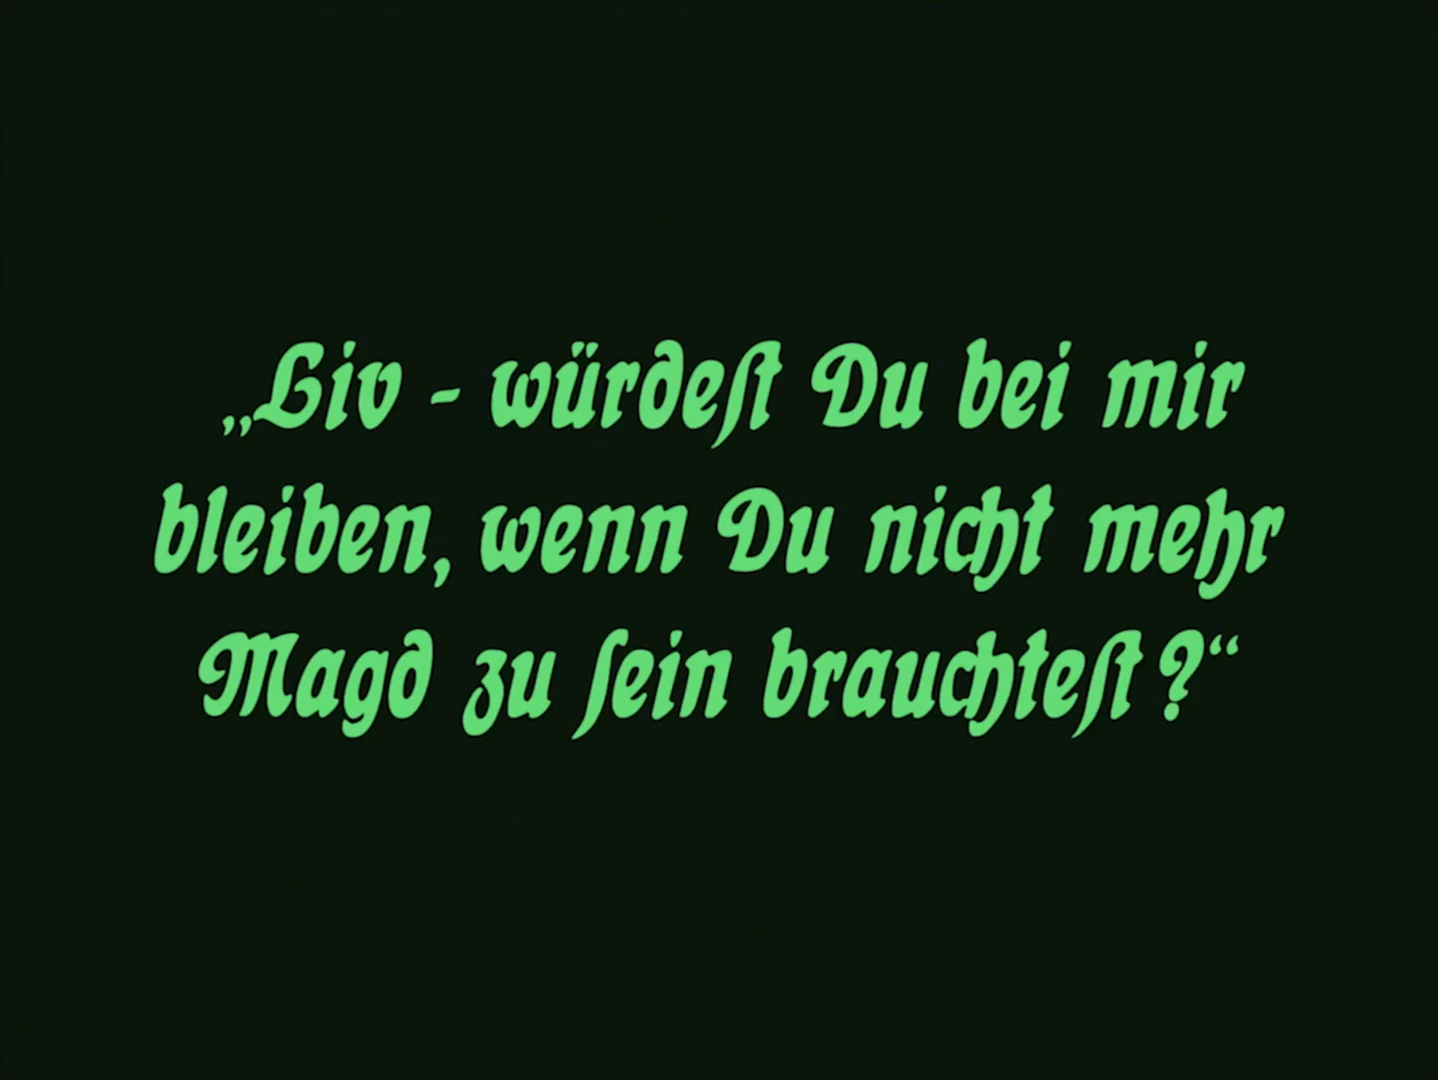 „Liv - würdeſt Du bei mir
bleiben, wenn Du nicht mehr
Magd zu ſein brauchteſt?“